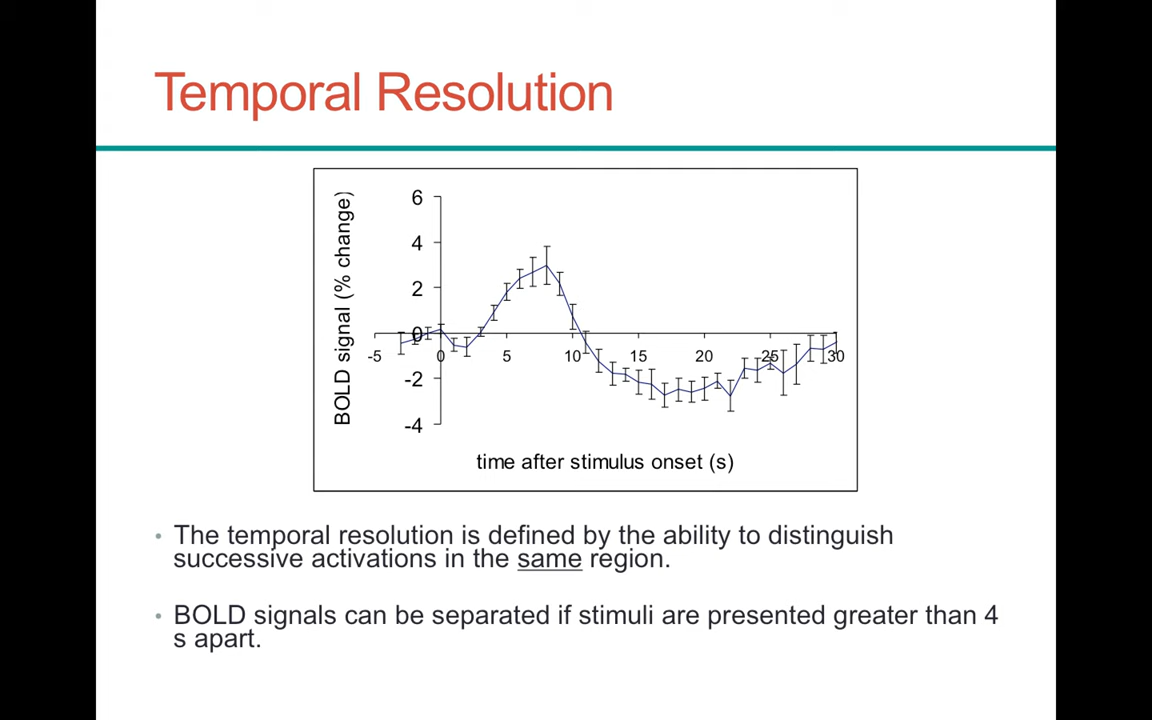 Temporal Resolution
BOLD signal (% change)
6
4
2
0
-2
-4
-5 0 5 10 15 20 25 30
time after stimulus onset (s)
• The temporal resolution is defined by the ability to distinguish
successive activations in the same region.
• BOLD signals can be separated if stimuli are presented greater than 4
s apart.